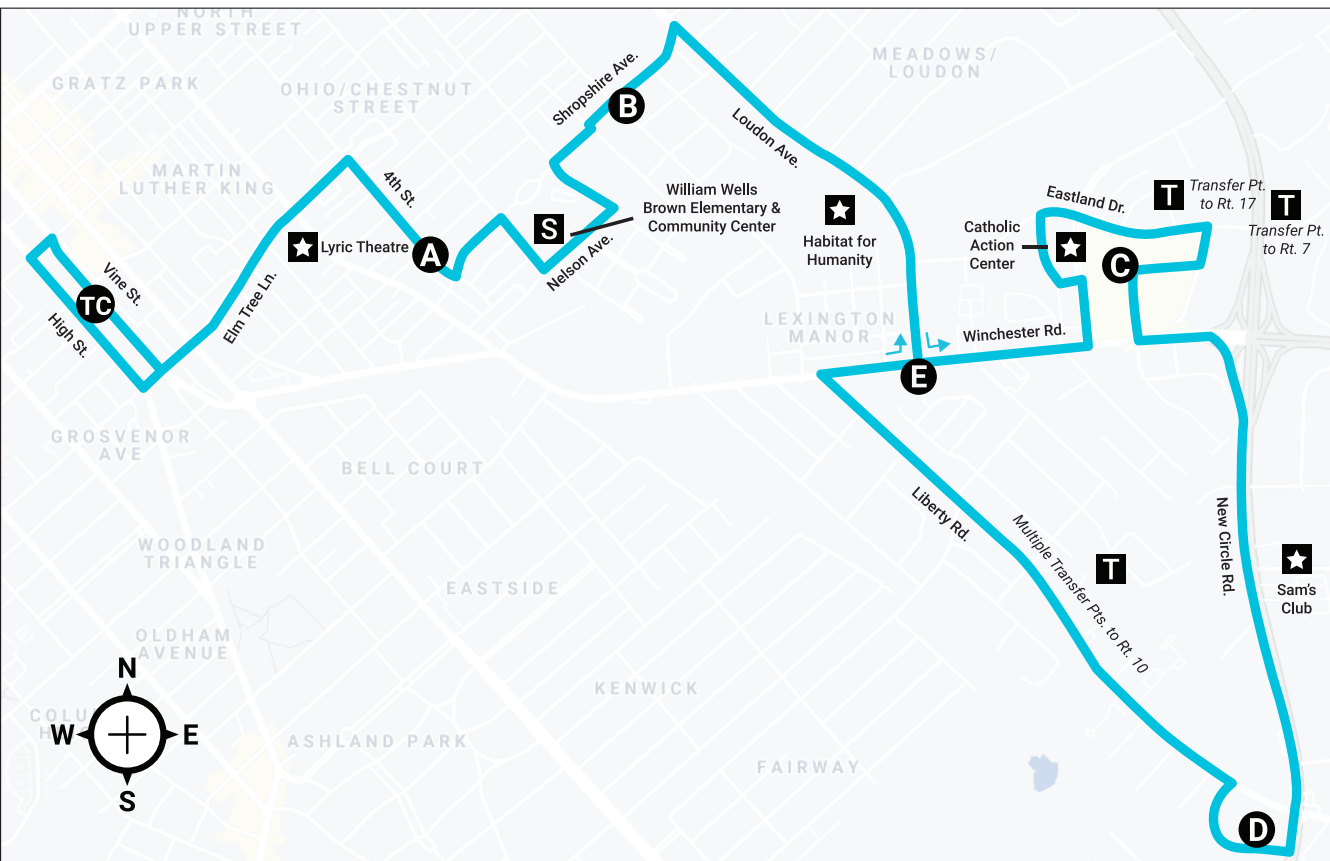 NORTH
UPPER STREET
GRATZ PARK
OHIO/CHESTNUT
STREET
MEADOWS/
LOUDON
Shropshire Ave.
B
Loudon Ave.
MARTIN
LUTHER KING
4th St.
William Wells
Brown Elementary &
Community Center
S
Nelson Ave.
Habitat for
Humanity
Eastland Dr.
T
Transfer Pt.
to Rt. 17
T
Transfer Pt.
to Rt. 7
Catholic
Action
Center
C
Lyric Theatre
A
Vine St.
TC
High St.
Elm Tree Ln.
LEXINGTON
MANOR
Winchester Rd.
E
GROSVENOR
AVE
BELL COURT
Liberty Rd.
Multiple Transfer Pts. to Rt. 10
T
New Circle Rd.
Sam's
Club
WOODLAND
TRIANGLE
EASTSIDE
OLDHAM
AVENUE
KENWICK
N
W
E
S
ASHLAND PARK
FAIRWAY
D